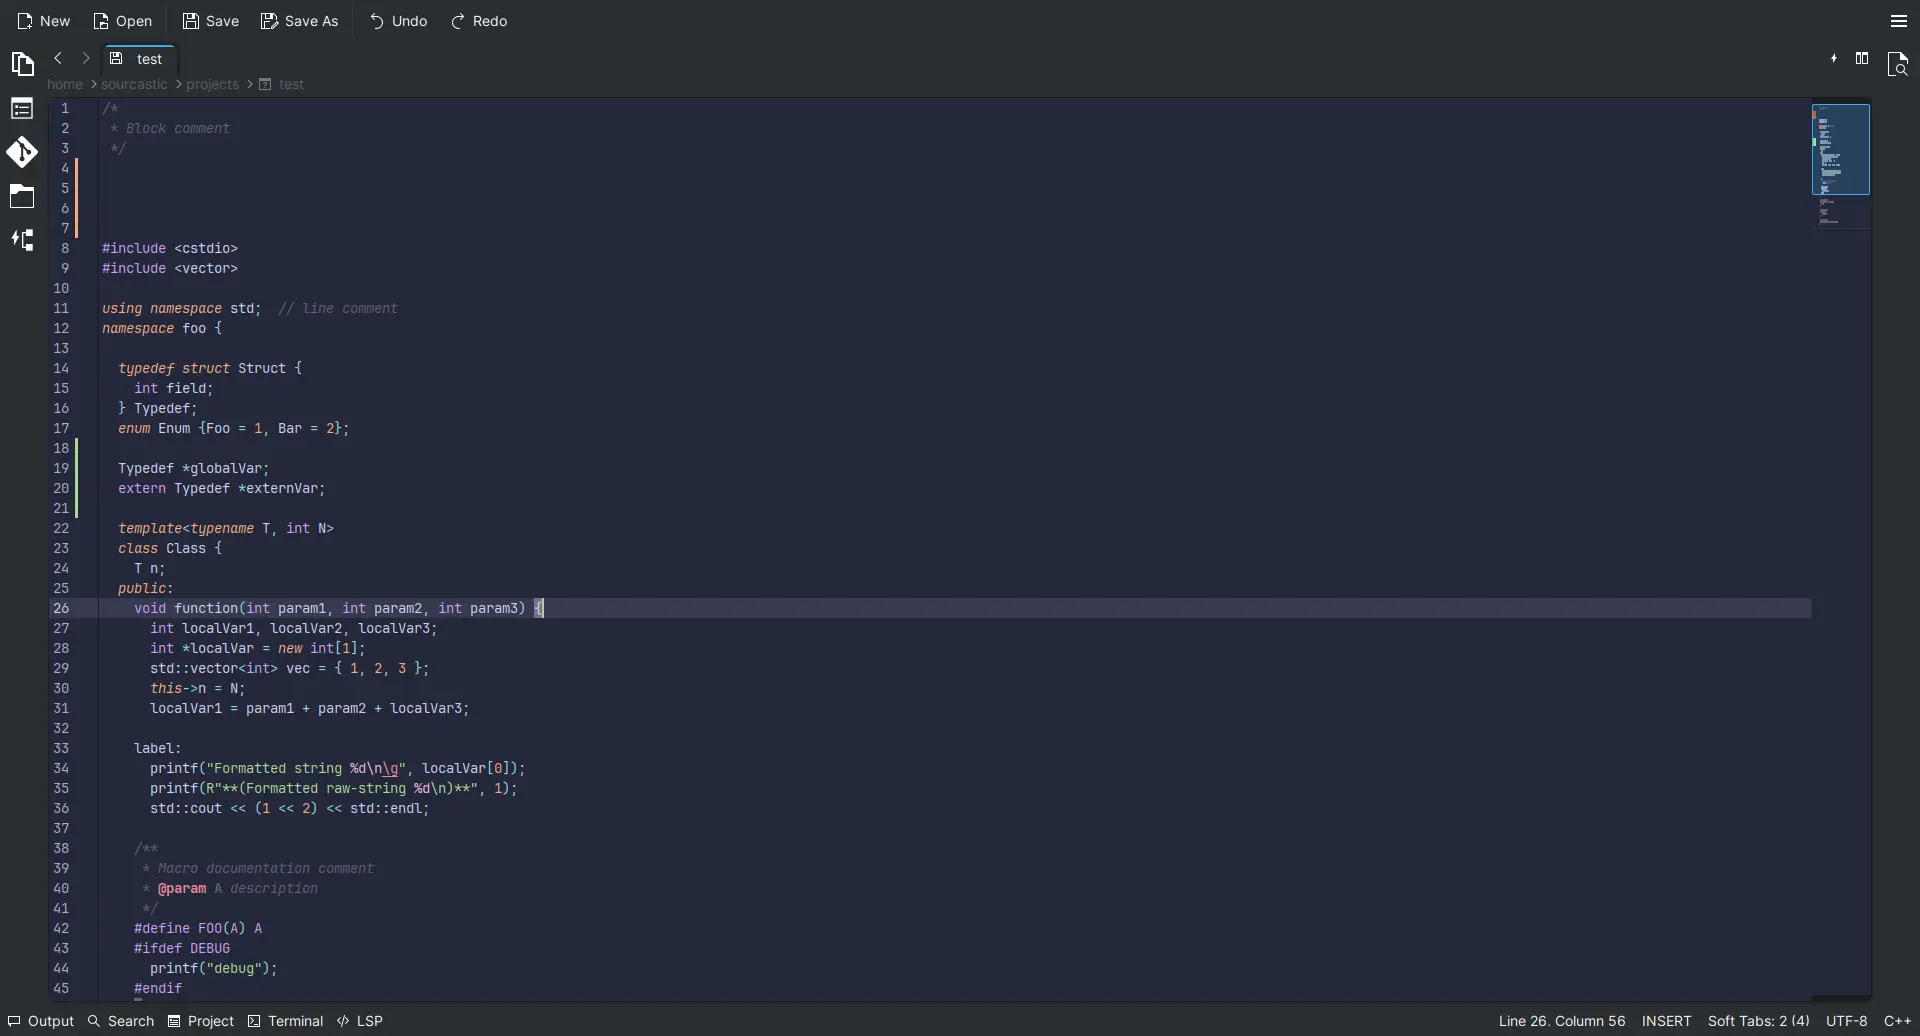 New Open Save Save As Undo Redo
test
home > sourcastic > projects > test
1 /*
2  * Block comment
3  */
4
5
6
7
8 #include <cstdio>
9 #include <vector>
10
11 using namespace std;  // line comment
12 namespace foo {
13
14   typedef struct Struct {
15     int field;
16   } Typedef;
17   enum Enum {Foo = 1, Bar = 2};
18
19   Typedef *globalVar;
20   extern Typedef *externVar;
21
22   template<typename T, int N>
23   class Class {
24     T n;
25   public:
26     void function(int param1, int param2, int param3) {
27       int localVar1, localVar2, localVar3;
28       int *localVar = new int[1];
29       std::vector<int> vec = { 1, 2, 3 };
30       this->n = N;
31       localVar1 = param1 + param2 + localVar3;
32
33     label:
34       printf("Formatted string %d\n\g", localVar[0]);
35       printf(R"**(Formatted raw-string %d\n)**", 1);
36       std::cout << (1 << 2) << std::endl;
37
38     /**
39      * Macro documentation comment
40      * @param A description
41      */
42     #define FOO(A) A
43     #ifdef DEBUG
44       printf("debug");
45     #endif
Output Search Project Terminal LSP Line 26, Column 56 INSERT Soft Tabs: 2 (4) UTF-8 C++